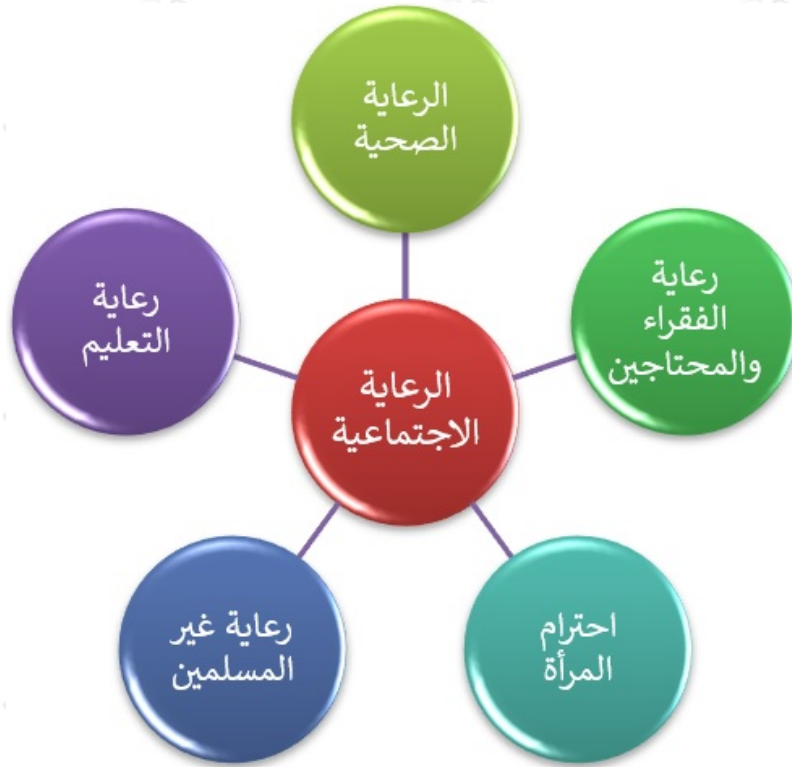 الرعاية
الصحية
رعاية
الفقراء
والمحتاجين
رعاية
التعليم
الرعاية
الاجتماعية
احترام
المرأة
رعاية غير
المسلمين